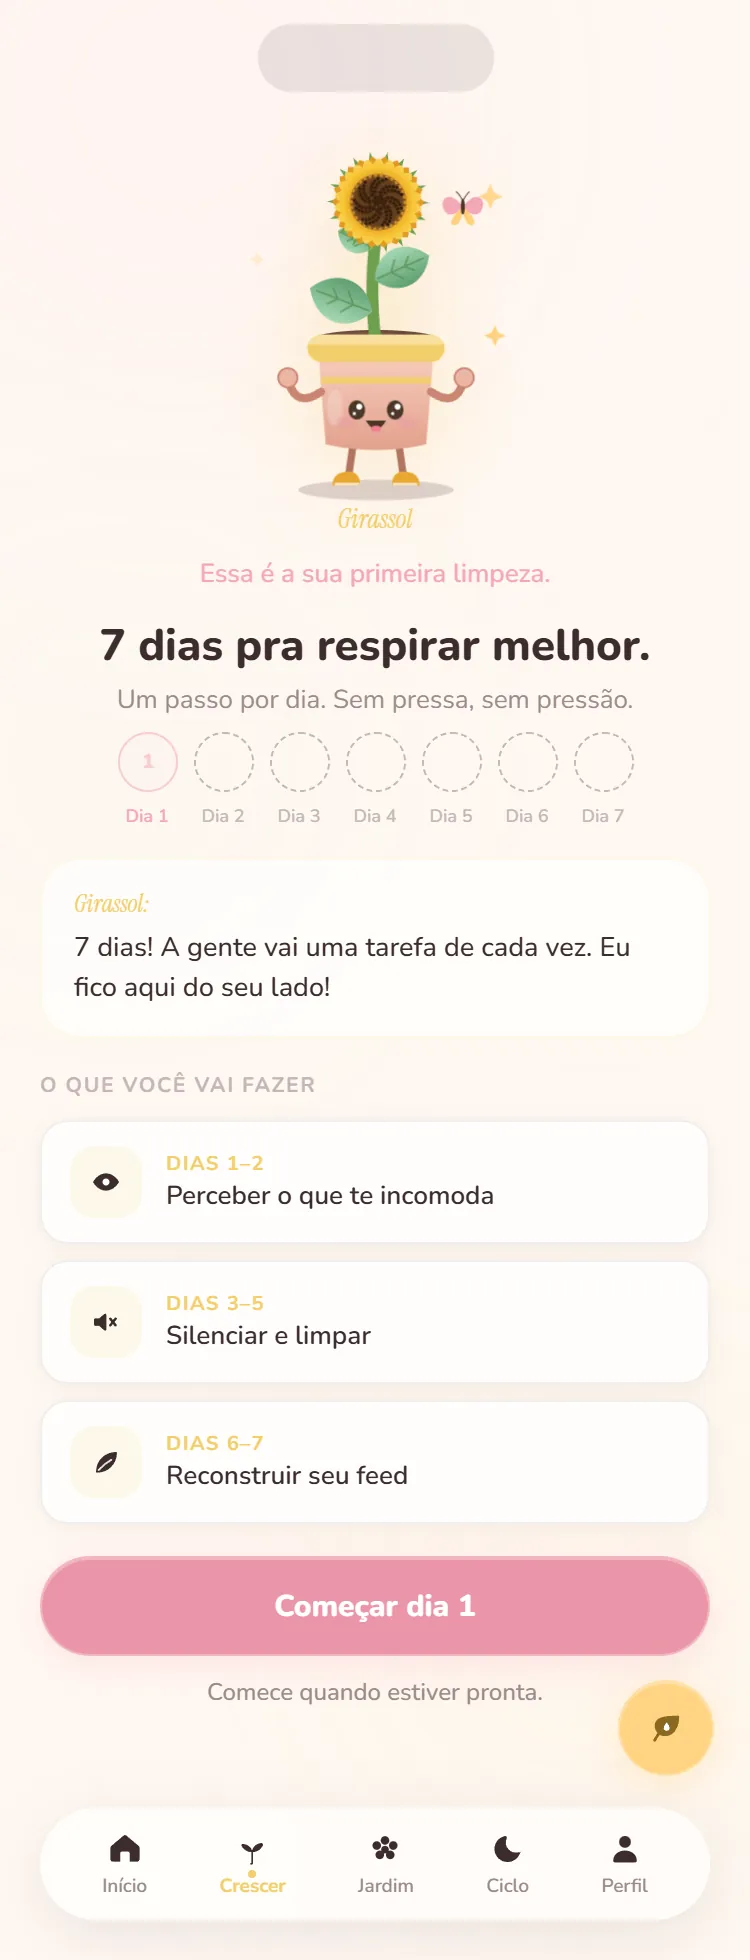 Girassol
Essa é a sua primeira limpeza.
7 dias pra respirar melhor.
Um passo por dia. Sem pressa, sem pressão.
1
Dia 1 Dia 2 Dia 3 Dia 4 Dia 5 Dia 6 Dia 7
Girassol:
7 dias! A gente vai uma tarefa de cada vez. Eu
fico aqui do seu lado!
O QUE VOCÊ VAI FAZER
DIAS 1–2
Perceber o que te incomoda
DIAS 3–5
Silenciar e limpar
DIAS 6–7
Reconstruir seu feed
Começar dia 1
Comece quando estiver pronta.
Início Crescer Jardim Ciclo Perfil